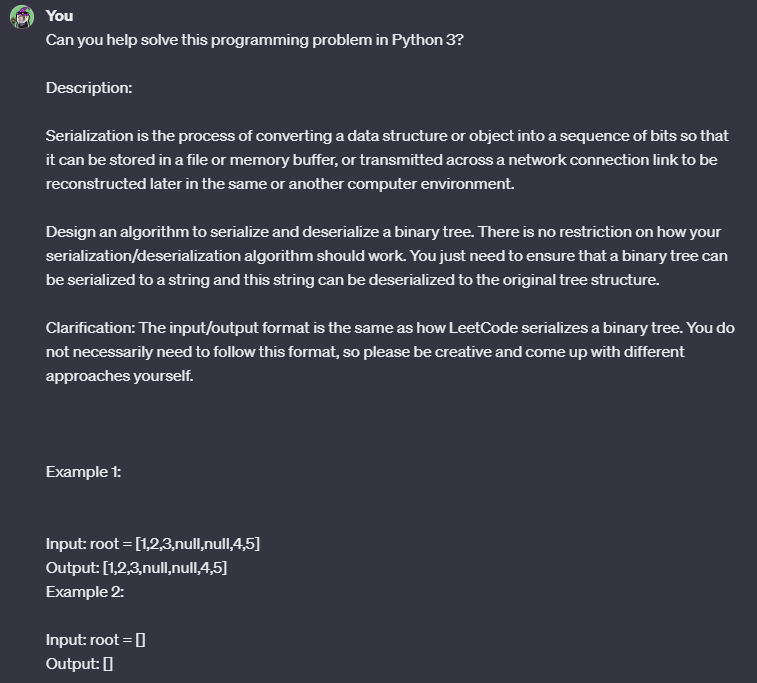 You
Can you help solve this programming problem in Python 3?
Description:
Serialization is the process of converting a data structure or object into a sequence of bits so that
it can be stored in a file or memory buffer, or transmitted across a network connection link to be
reconstructed later in the same or another computer environment.
Design an algorithm to serialize and deserialize a binary tree. There is no restriction on how your
serialization/deserialization algorithm should work. You just need to ensure that a binary tree can
be serialized to a string and this string can be deserialized to the original tree structure.
Clarification: The input/output format is the same as how LeetCode serializes a binary tree. You do
not necessarily need to follow this format, so please be creative and come up with different
approaches yourself.
Example 1:
Input: root = [1,2,3,null,null,4,5]
Output: [1,2,3,null,null,4,5]
Example 2:
Input: root = []
Output: []